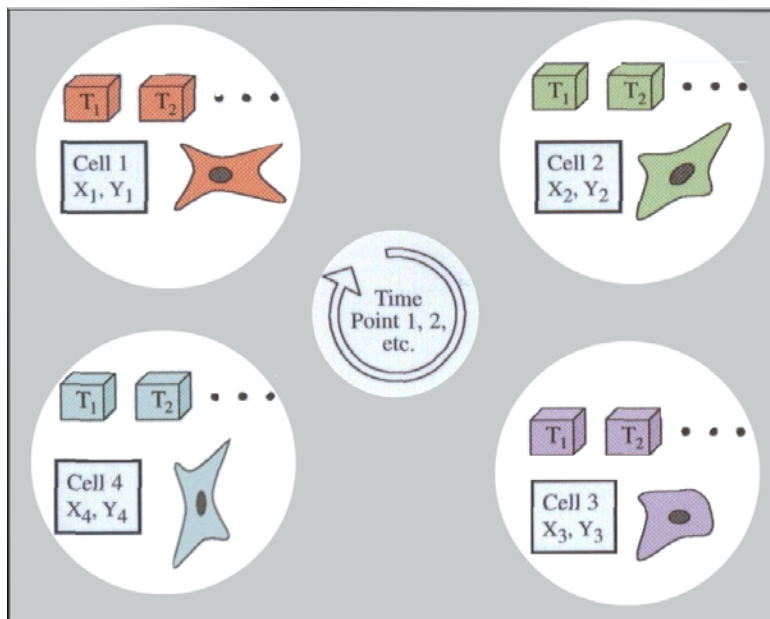 T1 T2 • • •
Cell 1
X1, Y1
T1 T2 • • •
Cell 2
X2, Y2
Time
Point 1, 2,
etc.
T1 T2 • • •
Cell 4
X4, Y4
T1 T2 • • •
Cell 3
X3, Y3